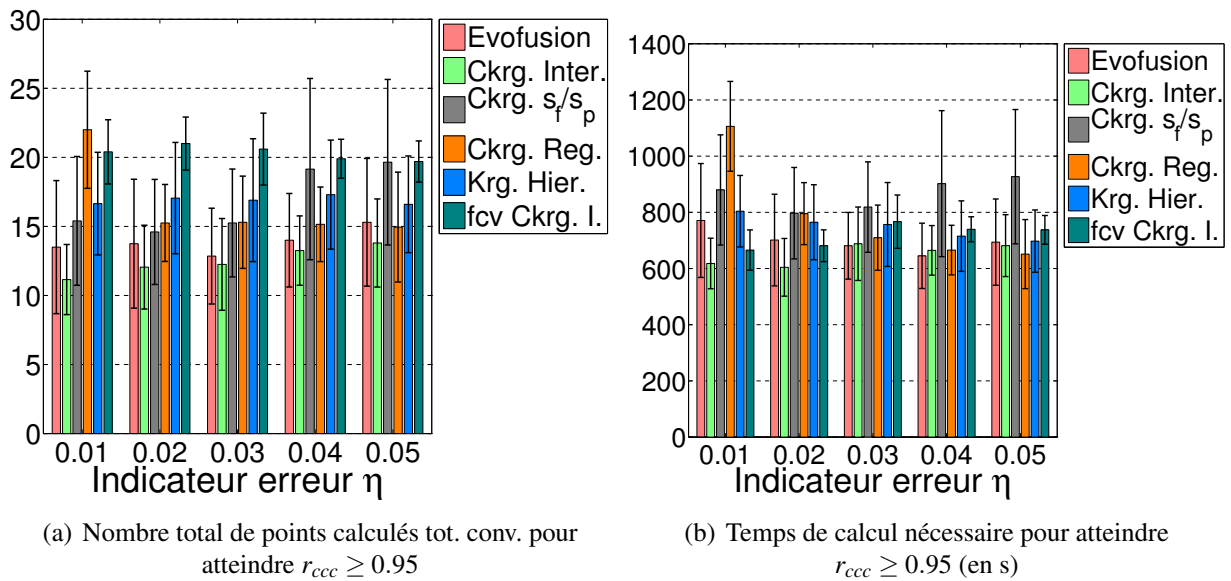 30
25
20
15
10
5
0
0.01 0.02 0.03 0.04 0.05
Indicateur erreur η
Evofusion
Ckrg. Inter.
Ckrg. s_f/s_p
Ckrg. Reg.
Krg. Hier.
fcv Ckrg. I.
(a) Nombre total de points calculés tot. conv. pour
atteindre r_ccc ≥ 0.95
1400
1200
1000
800
600
400
200
0
0.01 0.02 0.03 0.04 0.05
Indicateur erreur η
Evofusion
Ckrg. Inter.
Ckrg. s_f/s_p
Ckrg. Reg.
Krg. Hier.
fcv Ckrg. I.
(b) Temps de calcul nécessaire pour atteindre
r_ccc ≥ 0.95 (en s)